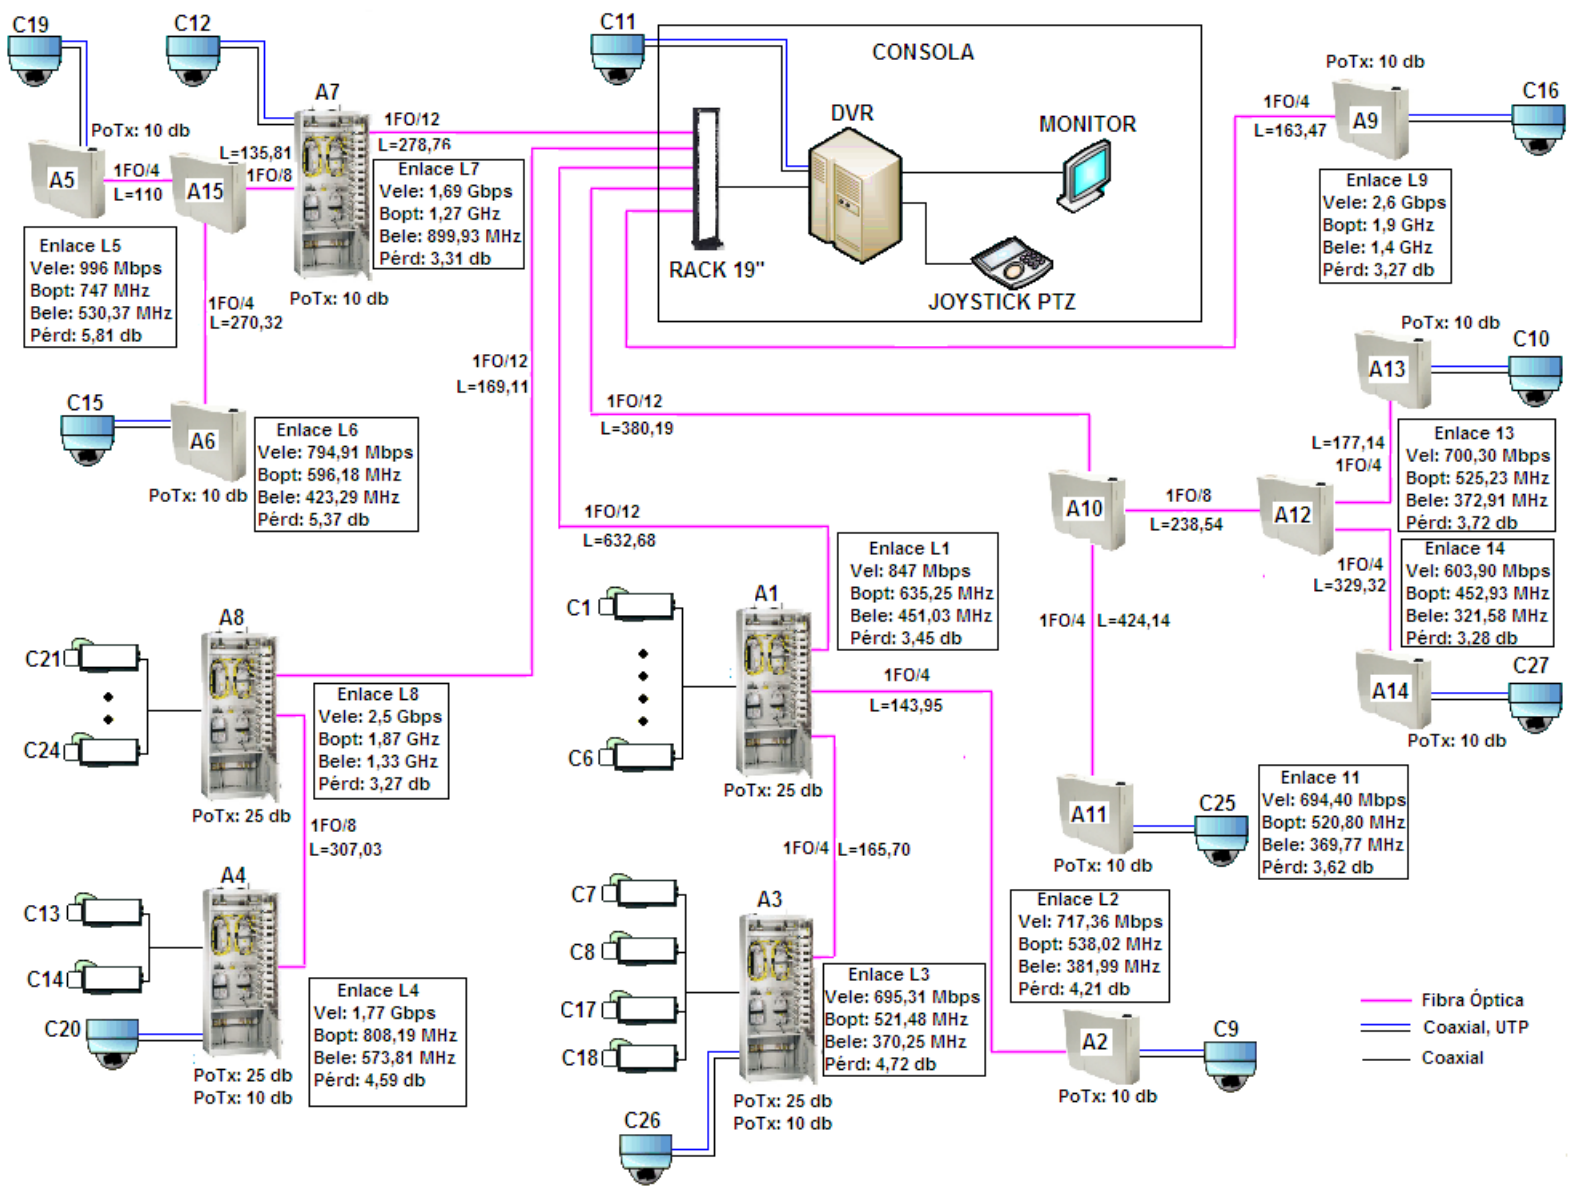 C19
C12
C11
CONSOLA
PoTx: 10 db
C16
A7
1FO/12
L=278,76
DVR
MONITOR
1FO/4
L=163,47
A9
PoTx: 10 db
L=135,81
1FO/8
1FO/4
L=110
A5
A15
Enlace L7
Vele: 1,69 Gbps
Bopt: 1,27 GHz
Bele: 899,93 MHz
Pérd: 3,31 db
PoTx: 10 db
RACK 19"
JOYSTICK PTZ
Enlace L9
Vele: 2,6 Gbps
Bopt: 1,9 GHz
Bele: 1,4 GHz
Pérd: 3,27 db
Enlace L5
Vele: 996 Mbps
Bopt: 747 MHz
Bele: 530,37 MHz
Pérd: 5,81 db
1FO/4
L=270,32
PoTx: 10 db
C10
A13
1FO/12
L=169,11
C15
A6
PoTx: 10 db
Enlace L6
Vele: 794,91 Mbps
Bopt: 596,18 MHz
Bele: 423,29 MHz
Pérd: 5,37 db
1FO/12
L=380,19
L=177,14
1FO/4
Enlace 13
Vel: 700,30 Mbps
Bopt: 525,23 MHz
Bele: 372,91 MHz
Pérd: 3,72 db
A10
1FO/8
L=238,54
A12
1FO/12
L=632,68
Enlace L1
Vel: 847 Mbps
Bopt: 635,25 MHz
Bele: 451,03 MHz
Pérd: 3,45 db
1FO/4
L=329,32
Enlace 14
Vel: 603,90 Mbps
Bopt: 452,93 MHz
Bele: 321,58 MHz
Pérd: 3,28 db
C1
A1
1FO/4
L=424,14
A8
C21
C24
1FO/4
L=143,95
C6
PoTx: 25 db
A14
C27
PoTx: 10 db
Enlace L8
Vele: 2,5 Gbps
Bopt: 1,87 GHz
Bele: 1,33 GHz
Pérd: 3,27 db
PoTx: 25 db
1FO/8
L=307,03
A11
C25
PoTx: 10 db
Enlace 11
Vel: 694,40 Mbps
Bopt: 520,80 MHz
Bele: 369,77 MHz
Pérd: 3,62 db
1FO/4
L=165,70
A4
C13
C14
C20
PoTx: 25 db
PoTx: 10 db
Enlace L4
Vel: 1,77 Gbps
Bopt: 808,19 MHz
Bele: 573,81 MHz
Pérd: 4,59 db
C7
C8
C17
C18
A3
Enlace L3
Vele: 695,31 Mbps
Bopt: 521,48 MHz
Bele: 370,25 MHz
Pérd: 4,72 db
PoTx: 25 db
PoTx: 10 db
C26
Enlace L2
Vel: 717,36 Mbps
Bopt: 538,02 MHz
Bele: 381,99 MHz
Pérd: 4,21 db
A2
C9
PoTx: 10 db
Fibra Óptica
Coaxial, UTP
Coaxial